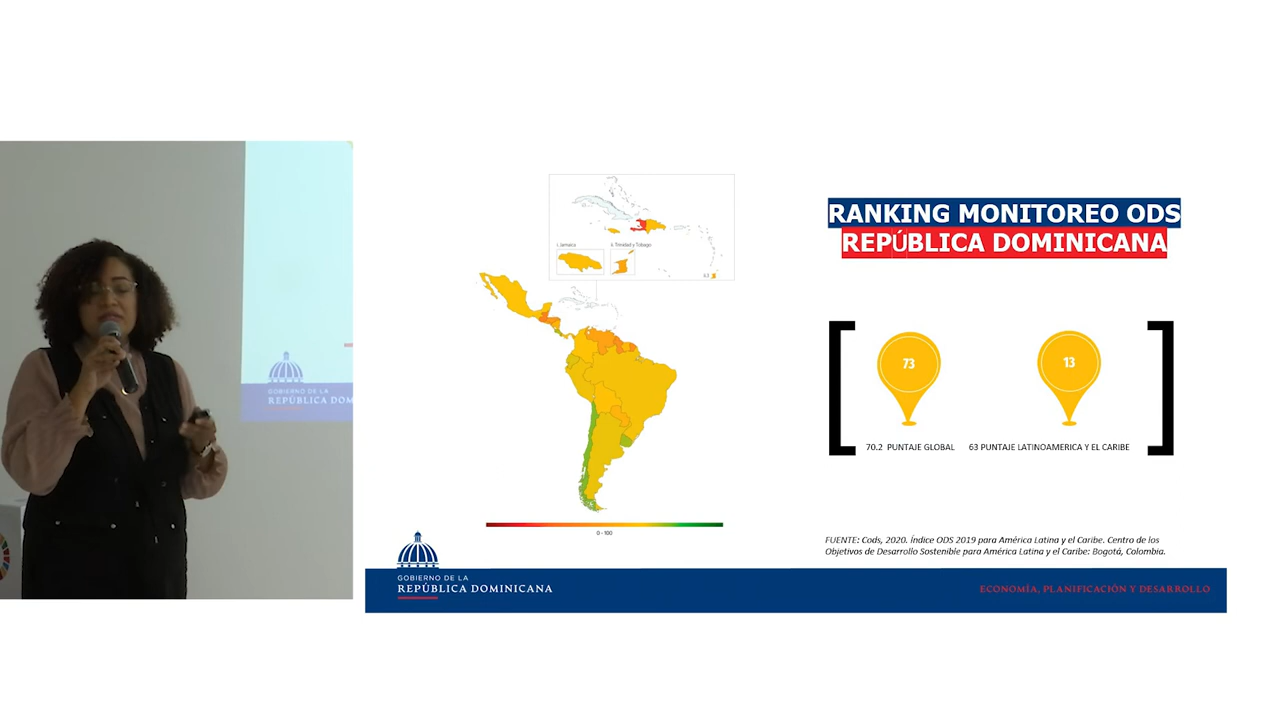 GOBIERNO DE LA
REPÚBLICA DOM
i. Jamaica
ii. Trinidad y Tobago
63
0 - 100
RANKING MONITOREO ODS
REPÚBLICA DOMINICANA
73
13
70.2 PUNTAJE GLOBAL
63 PUNTAJE LATINOAMERICA Y EL CARIBE
FUENTE: Cods, 2020. Índice ODS 2019 para América Latina y el Caribe. Centro de los
Objetivos de Desarrollo Sostenible para América Latina y el Caribe: Bogotá, Colombia.
GOBIERNO DE LA
REPÚBLICA DOMINICANA
ECONOMÍA, PLANIFICACIÓN Y DESARROLLO